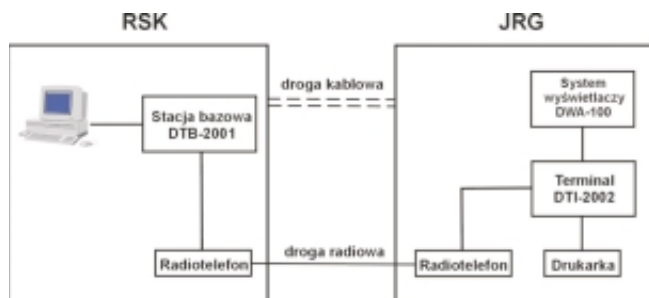 RSK
JRG
droga kablowa
System
wyświetlaczy
DWA-100
Stacja bazowa
DTB-2001
Terminal
DTI-2002
droga radiowa
Radiotelefon
Radiotelefon
Drukarka